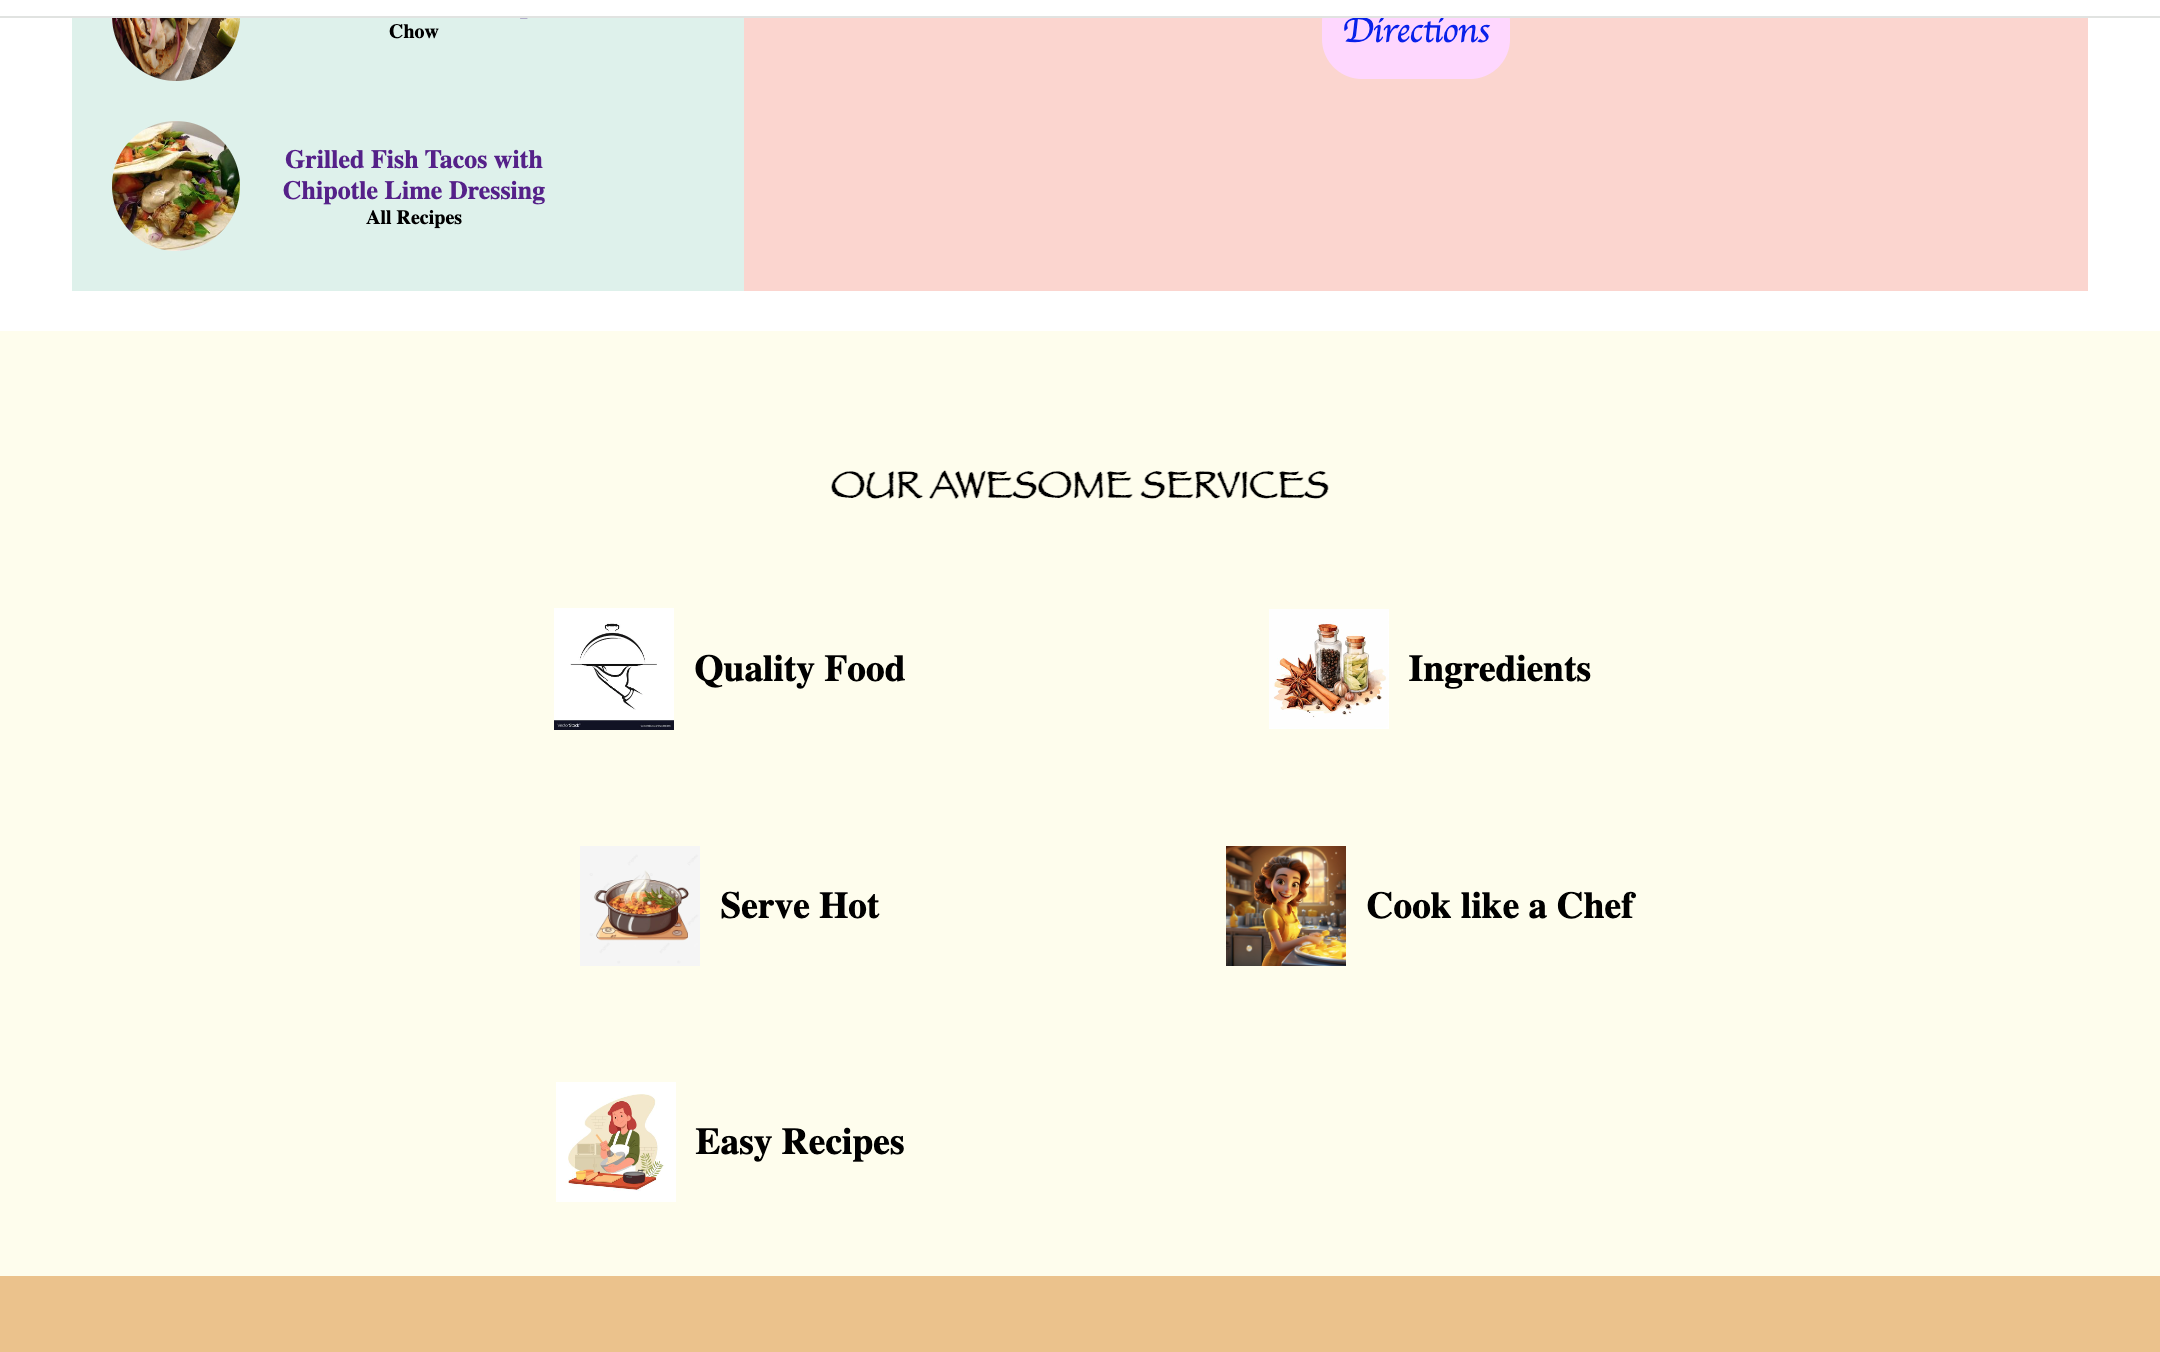 Chow
Directions
Grilled Fish Tacos with
Chipotle Lime Dressing
All Recipes
OUR AWESOME SERVICES
Quality Food
Ingredients
Serve Hot
Cook like a Chef
Easy Recipes